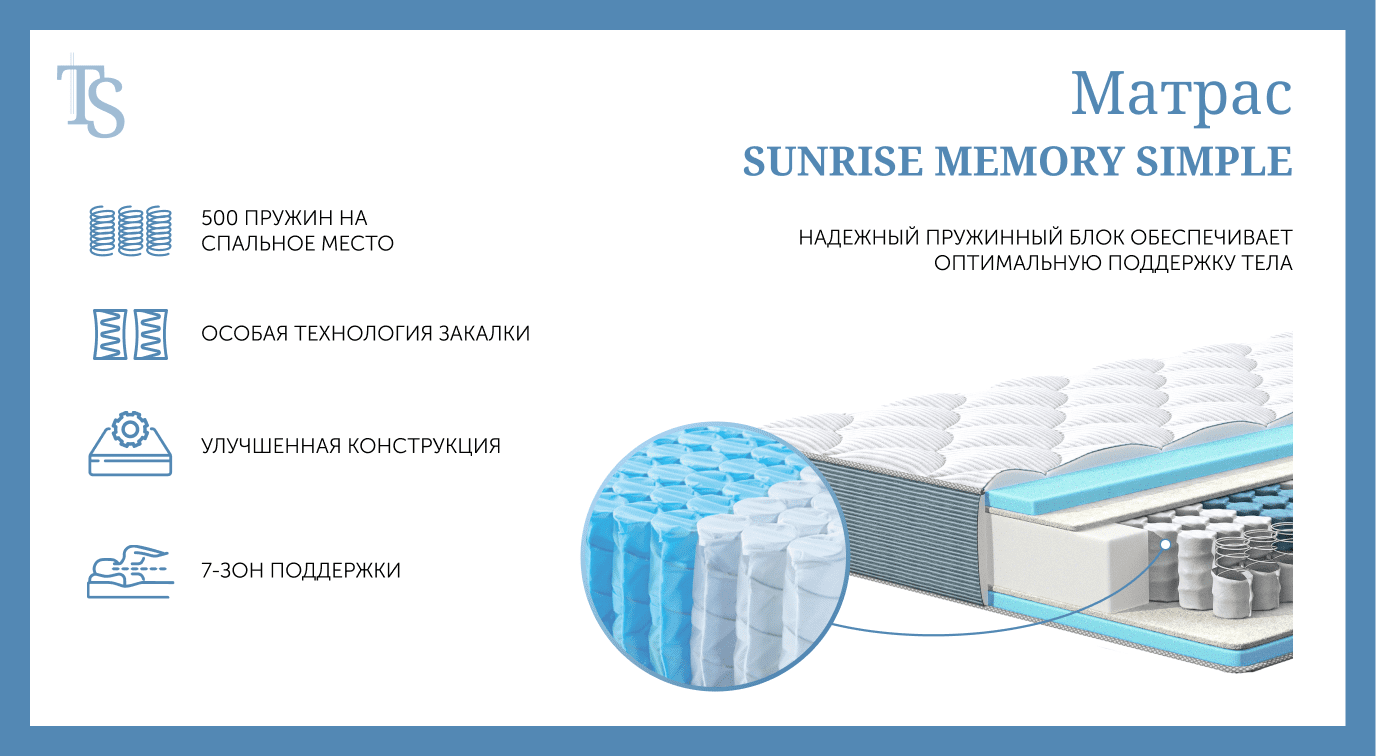 TS
Матрас
SUNRISE MEMORY SIMPLE
500 ПРУЖИН НА
СПАЛЬНОЕ МЕСТО
НАДЕЖНЫЙ ПРУЖИННЫЙ БЛОК ОБЕСПЕЧИВАЕТ
ОПТИМАЛЬНУЮ ПОДДЕРЖКУ ТЕЛА
ОСОБАЯ ТЕХНОЛОГИЯ ЗАКАЛКИ
УЛУЧШЕННАЯ КОНСТРУКЦИЯ
7-ЗОН ПОДДЕРЖКИ